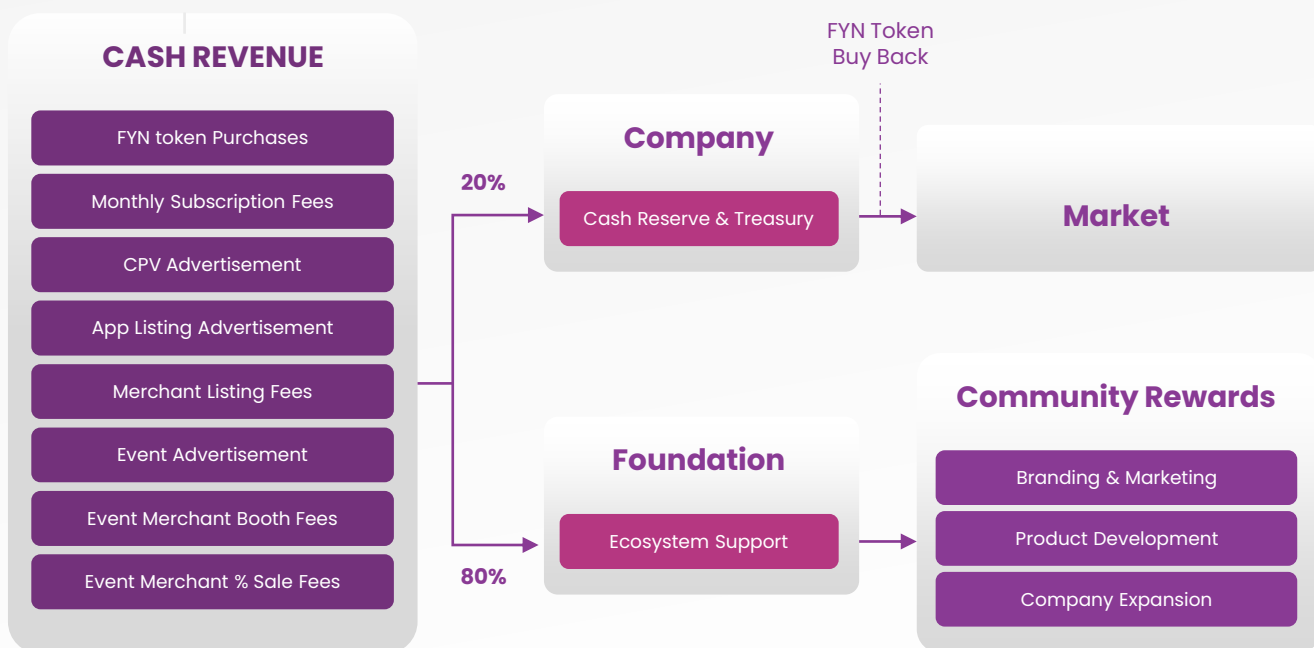 CASH REVENUE
FYN token Purchases
Monthly Subscription Fees
CPV Advertisement
App Listing Advertisement
Merchant Listing Fees
Event Advertisement
Event Merchant Booth Fees
Event Merchant % Sale Fees
20%
80%
Company
Cash Reserve & Treasury
FYN Token
Buy Back
Market
Foundation
Ecosystem Support
Community Rewards
Branding & Marketing
Product Development
Company Expansion